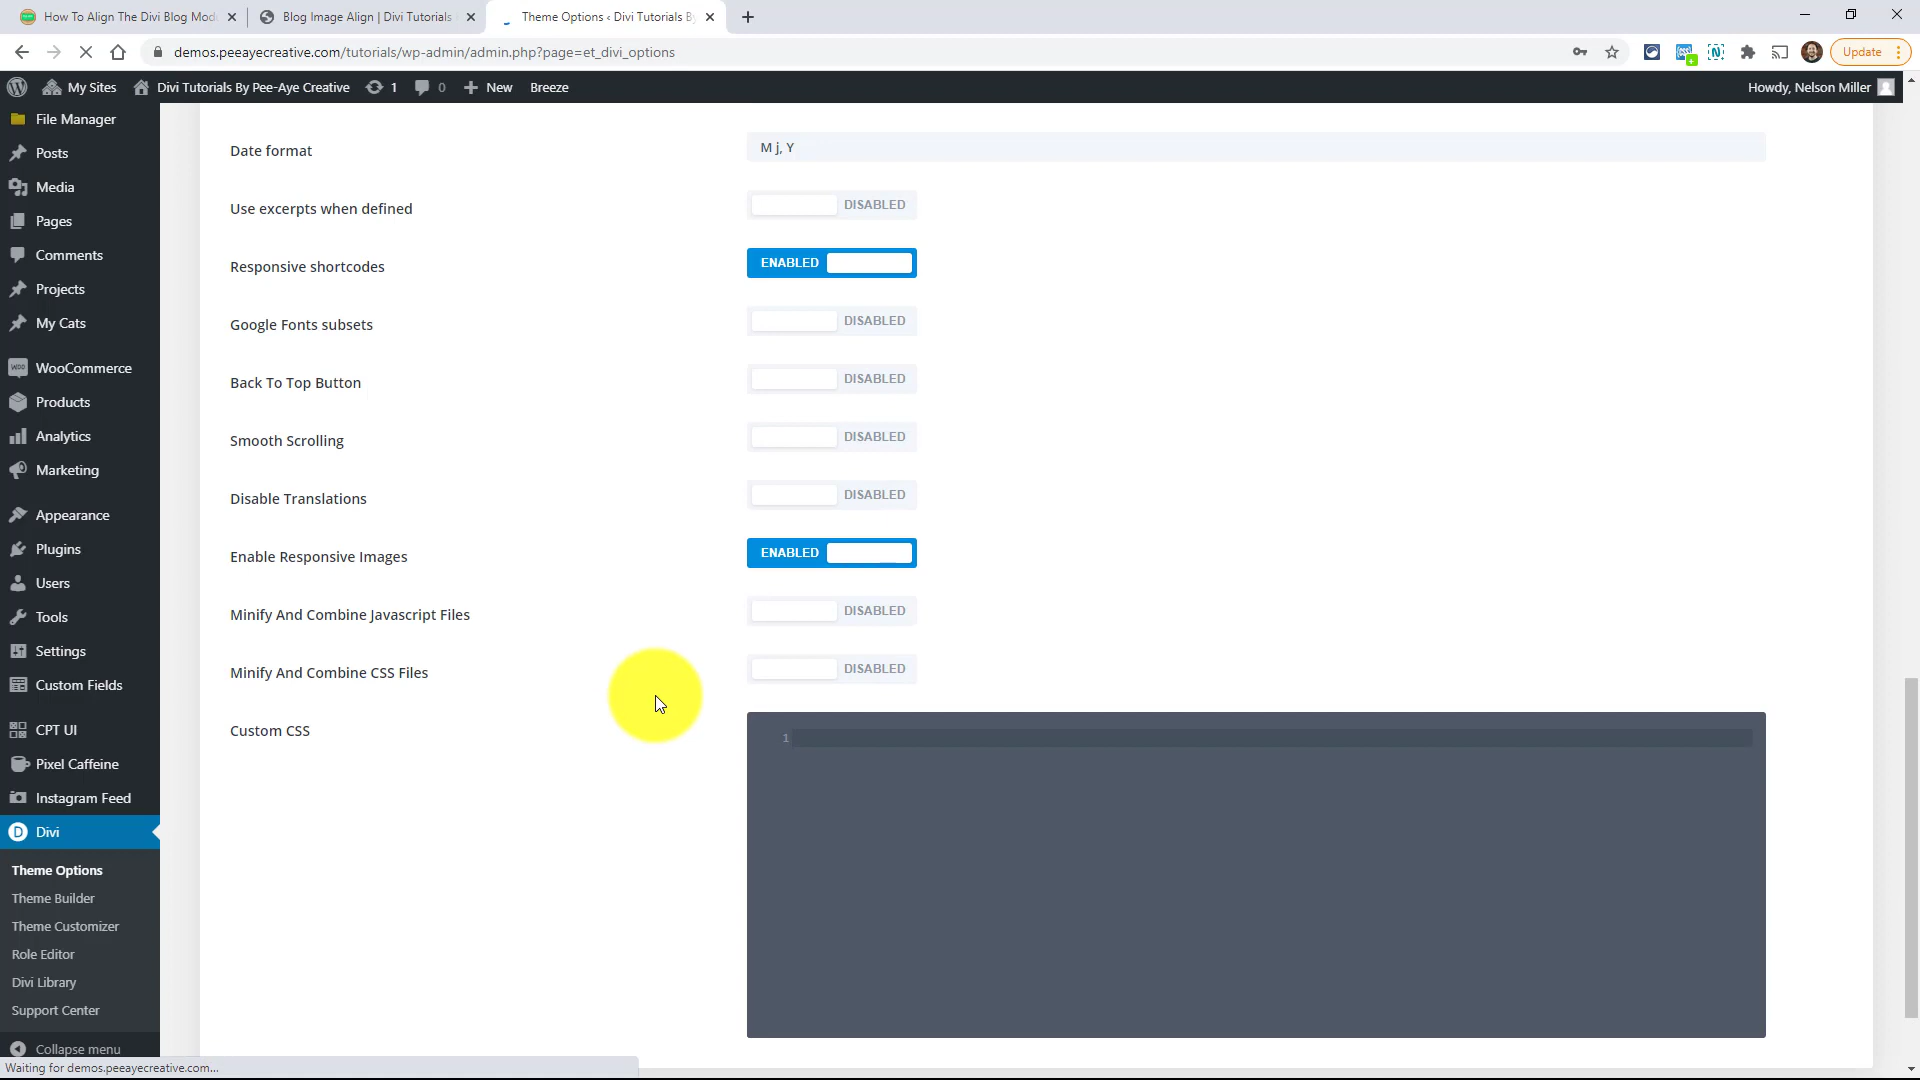 How To Align The Divi Blog Mod
Blog Image Align | Divi Tutorials
Theme Options ‹ Divi Tutorials By
demos.peeayecreative.com/tutorials/wp-admin/admin.php?page=et_divi_options
Update
My Sites
Divi Tutorials By Pee-Aye Creative
1
0
New
Breeze
Howdy, Nelson Miller
File Manager
Posts
Media
Pages
Comments
Projects
My Cats
WooCommerce
Products
Analytics
Marketing
Appearance
Plugins
Users
Tools
Settings
Custom Fields
CPT UI
Pixel Caffeine
Instagram Feed
Divi
Theme Options
Theme Builder
Theme Customizer
Role Editor
Divi Library
Support Center
Collapse menu
Date format
M j, Y
Use excerpts when defined
DISABLED
Responsive shortcodes
ENABLED
Google Fonts subsets
DISABLED
Back To Top Button
DISABLED
Smooth Scrolling
DISABLED
Disable Translations
DISABLED
Enable Responsive Images
ENABLED
Minify And Combine Javascript Files
DISABLED
Minify And Combine CSS Files
DISABLED
Custom CSS
1
Waiting for demos.peeayecreative.com...